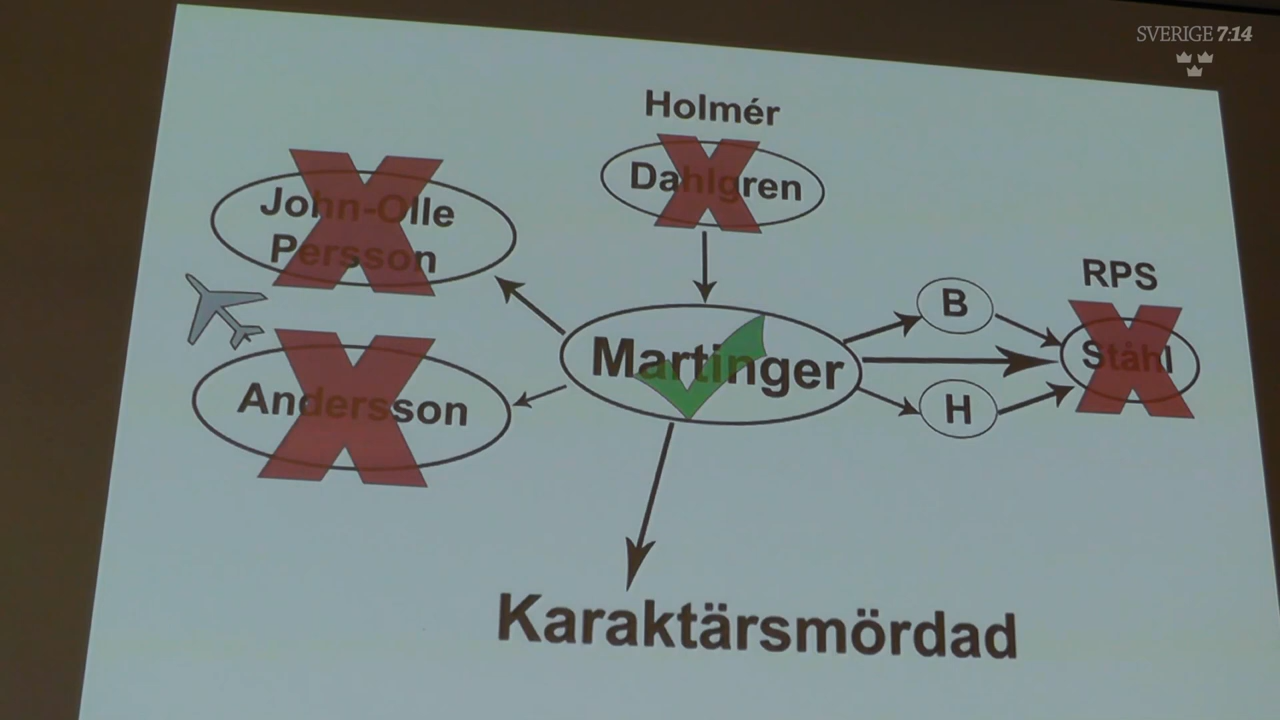 SVERIGE 7:14
Holmér
Dahlgren
John-Olle
Persson
RPS
B
Ståhl
Martinger
Andersson
H
Karaktärsmördad